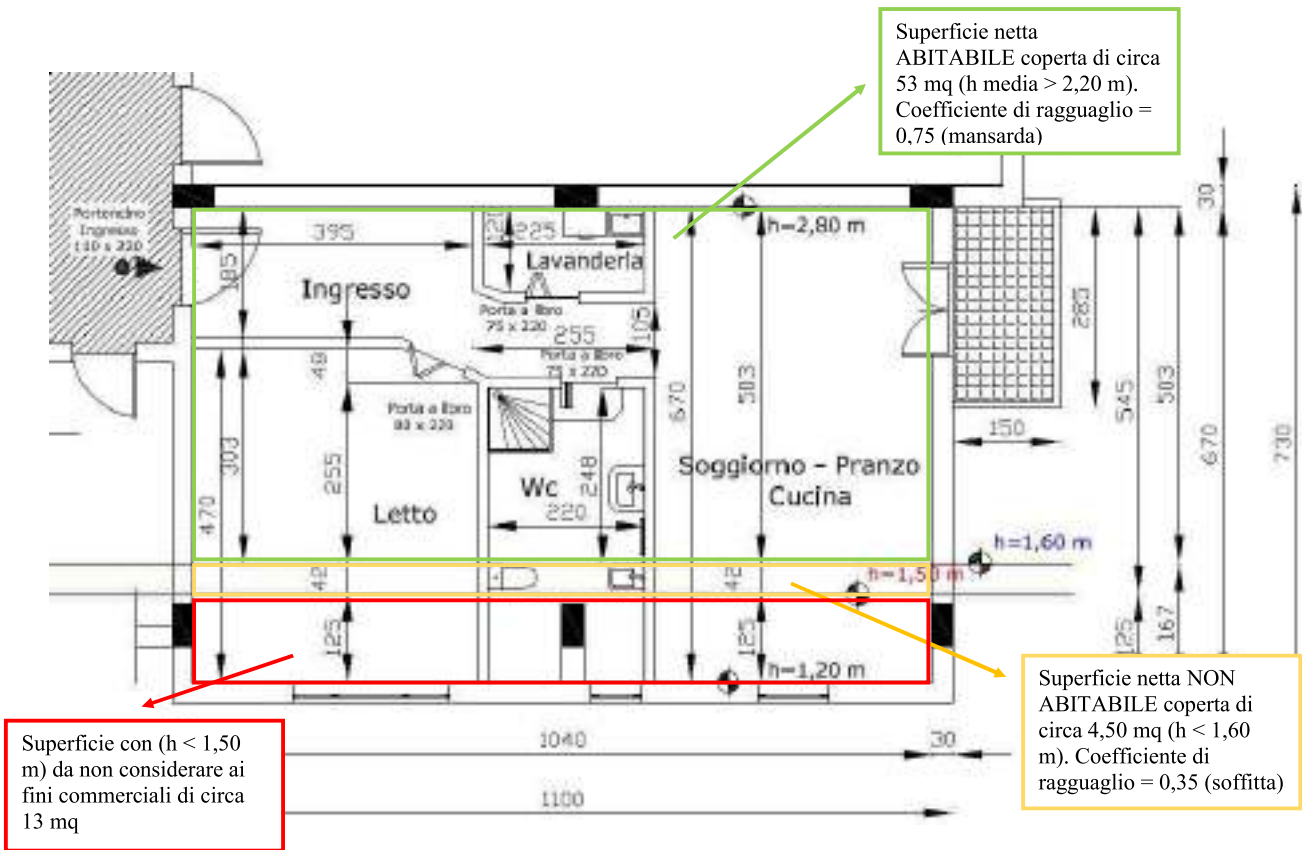 Superficie netta
ABITABILE coperta di circa
53 mq (h media > 2,20 m).
Coefficiente di ragguaglio =
0,75 (mansarda)
30
Portoncino
Ingresso
110 x 220
395
225
120
h=2,80 m
Lavanderia
185
Ingresso
Porta a libro
75 x 220
255
105
Porta a libro
75 x 220
285
49
670
503
545
503
Porta a libro
80 x 220
150
670
730
303
255
248
Soggiorno - Pranzo
Cucina
470
Wc
220
Letto
h=1,60 m
h=1,50 m
42
42
125
125
125
167
h=1,20 m
Superficie netta NON
ABITABILE coperta di
circa 4,50 mq (h < 1,60
m). Coefficiente di
ragguaglio = 0,35 (soffitta)
Superficie con (h < 1,50
m) da non considerare ai
fini commerciali di circa
13 mq
1040
30
1100